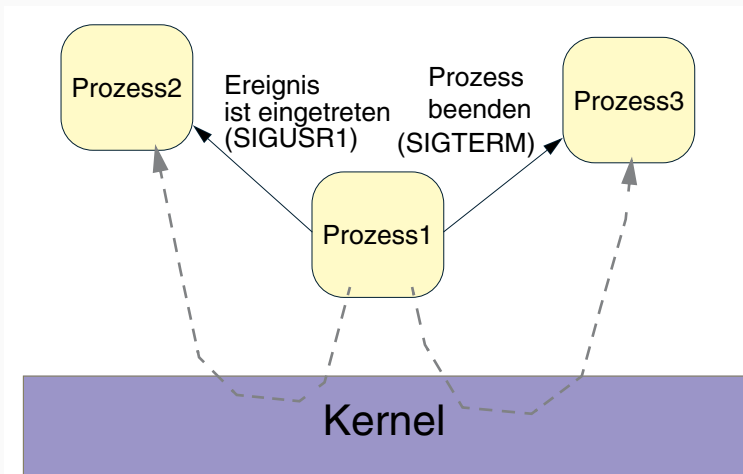 Prozess2
Ereignis
ist eingetreten
(SIGUSR1)
Prozess
beenden
(SIGTERM)
Prozess3
Prozess1
Kernel